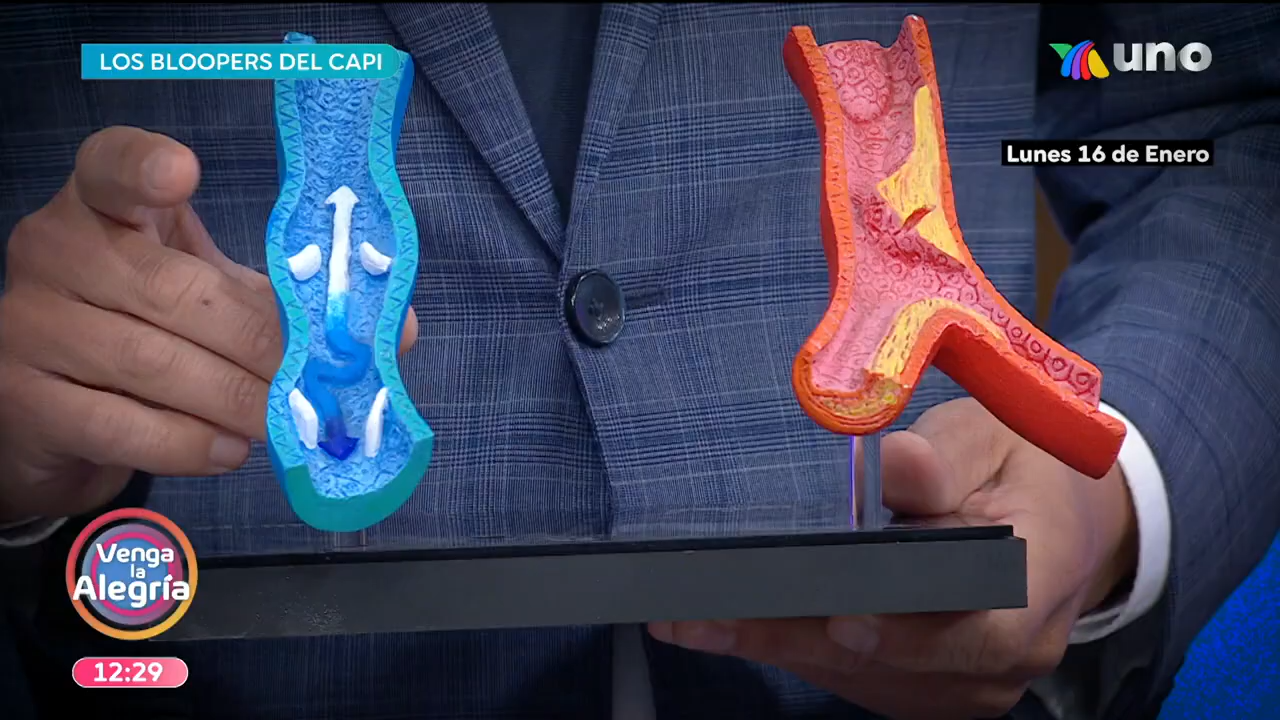 LOS BLOOPERS DEL CAPI
uno
Lunes 16 de Enero
Venga
la
Alegría
12:29